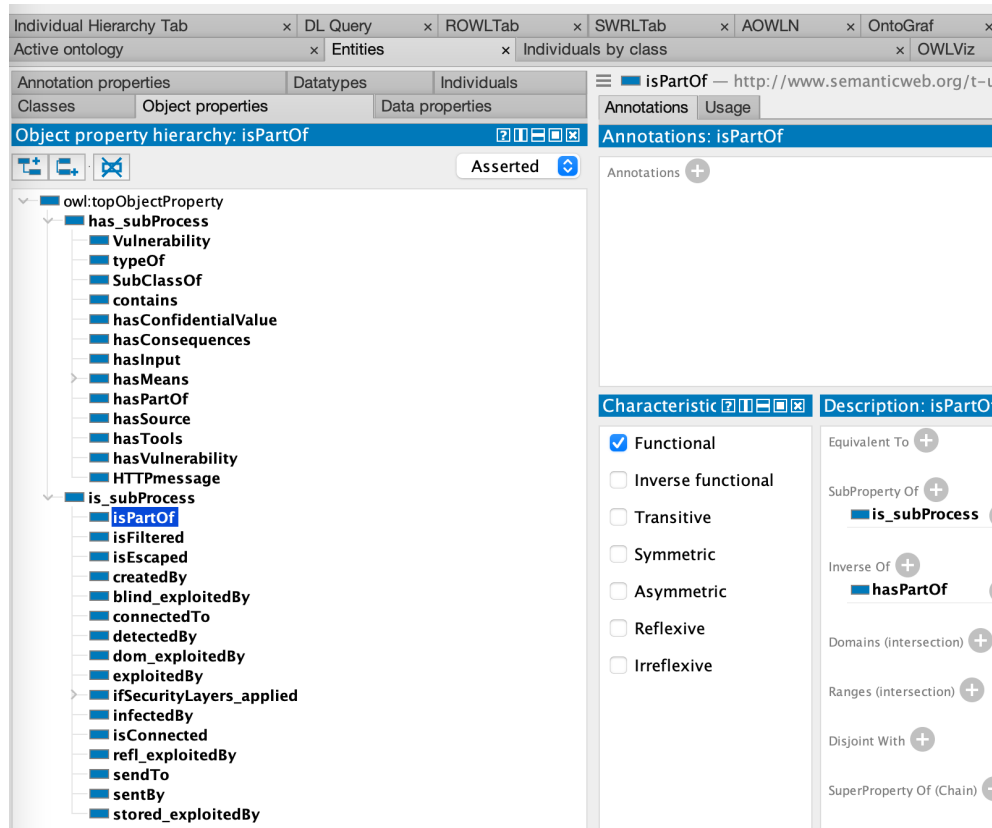 Individual Hierarchy Tab × DL Query × ROWLTab × SWRLTab × AOWLN × OntoGraf ×
Active ontology × Entities × Individuals by class × OWLViz
Annotation properties Datatypes Individuals
Classes Object properties Data properties
Object property hierarchy: isPartOf
Asserted
owl:topObjectProperty
has_subProcess
Vulnerability
typeOf
SubClassOf
contains
hasConfidentialValue
hasConsequences
hasInput
hasMeans
hasPartOf
hasSource
hasTools
hasVulnerability
HTTPmessage
is_subProcess
isPartOf
isFiltered
isEscaped
createdBy
blind_exploitedBy
connectedTo
detectedBy
dom_exploitedBy
exploitedBy
ifSecurityLayers_applied
infectedBy
isConnected
refl_exploitedBy
sendTo
sentBy
stored_exploitedBy
isPartOf — http://www.semanticweb.org/t-u
Annotations Usage
Annotations: isPartOf
Annotations
Characteristic
Functional
Inverse functional
Transitive
Symmetric
Asymmetric
Reflexive
Irreflexive
Description: isPartOf
Equivalent To
SubProperty Of
is_subProcess
Inverse Of
hasPartOf
Domains (intersection)
Ranges (intersection)
Disjoint With
SuperProperty Of (Chain)